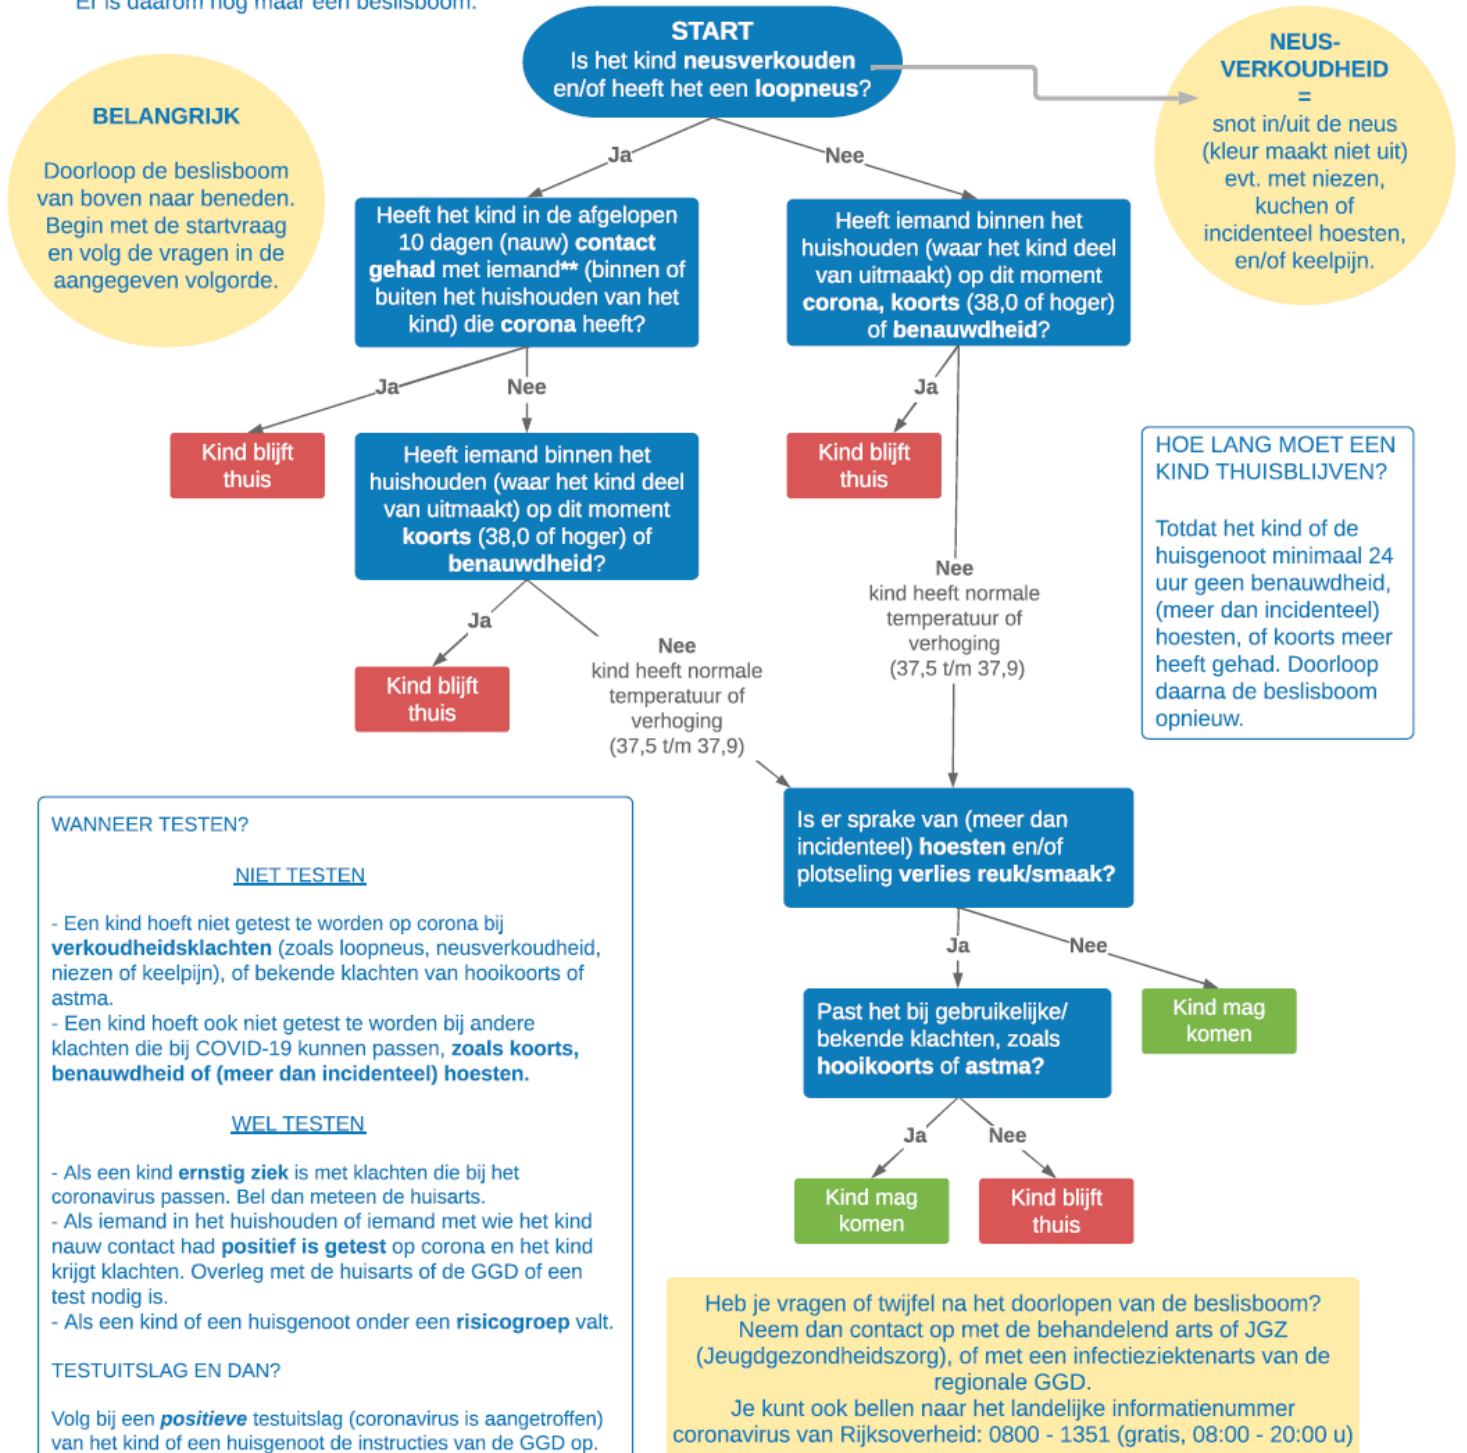 Er is daarom nog maar één beslisboom.
START
Is het kind neusverkouden
en/of heeft het een loopneus?
NEUS-
VERKOUDHEID
=
snot in/uit de neus
(kleur maakt niet uit)
evt. met niezen,
kuchen of
incidenteel hoesten,
en/of keelpijn.
BELANGRIJK
Doorloop de beslisboom
van boven naar beneden.
Begin met de startvraag
en volg de vragen in de
aangegeven volgorde.
Ja
Nee
Heeft het kind in de afgelopen
10 dagen (nauw) contact
gehad met iemand** (binnen of
buiten het huishouden van het
kind) die corona heeft?
Heeft iemand binnen het
huishouden (waar het kind deel
van uitmaakt) op dit moment
corona, koorts (38,0 of hoger)
of benauwdheid?
Ja
Nee
Ja
Kind blijft
thuis
Heeft iemand binnen het
huishouden (waar het kind deel
van uitmaakt) op dit moment
koorts (38,0 of hoger) of
benauwdheid?
Kind blijft
thuis
HOE LANG MOET EEN
KIND THUISBLIJVEN?
Totdat het kind of de
huisgenoot minimaal 24
uur geen benauwdheid,
(meer dan incidenteel)
hoesten, of koorts meer
heeft gehad. Doorloop
daarna de beslisboom
opnieuw.
Nee
kind heeft normale
temperatuur of
verhoging
(37,5 t/m 37,9)
Ja
Nee
kind heeft normale
temperatuur of
verhoging
(37,5 t/m 37,9)
Kind blijft
thuis
Is er sprake van (meer dan
incidenteel) hoesten en/of
plotseling verlies reuk/smaak?
Ja
Nee
Past het bij gebruikelijke/
bekende klachten, zoals
hooikoorts of astma?
Kind mag
komen
Ja
Nee
Kind mag
komen
Kind blijft
thuis
WANNEER TESTEN?
NIET TESTEN
- Een kind hoeft niet getest te worden op corona bij
verkoudheidsklachten (zoals loopneus, neusverkoudheid,
niezen of keelpijn), of bekende klachten van hooikoorts of
astma.
- Een kind hoeft ook niet getest te worden bij andere
klachten die bij COVID-19 kunnen passen, zoals koorts,
benauwdheid of (meer dan incidenteel) hoesten.
WEL TESTEN
- Als een kind ernstig ziek is met klachten die bij het
coronavirus passen. Bel dan meteen de huisarts.
- Als iemand in het huishouden of iemand met wie het kind
nauw contact had positief is getest op corona en het kind
krijgt klachten. Overleg met de huisarts of de GGD of een
test nodig is.
- Als een kind of een huisgenoot onder een risicogroep valt.
TESTUITSLAG EN DAN?
Volg bij een positieve testuitslag (coronavirus is aangetroffen)
van het kind of een huisgenoot de instructies van de GGD op.
Heb je vragen of twijfel na het doorlopen van de beslisboom?
Neem dan contact op met de behandelend arts of JGZ
(Jeugdgezondheidszorg), of met een infectieziektenarts van de
regionale GGD.
Je kunt ook bellen naar het landelijke informatienummer
coronavirus van Rijksoverheid: 0800 - 1351 (gratis, 08:00 - 20:00 u)